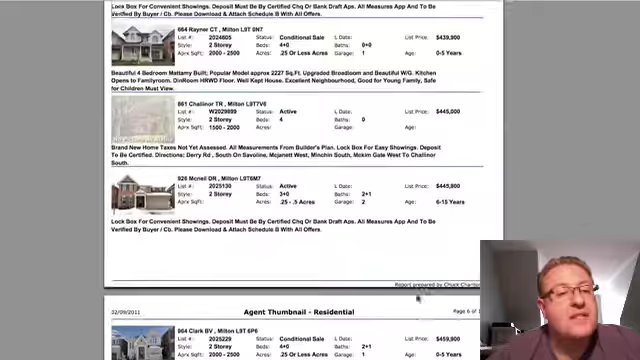 Lock Box For Convenient Showings. Deposit Must Be By Certified Chq Or Bank Draft Aps. All Measures App And To Be
Verified By Buyer / Cb. Please Download & Attach Schedule B With All Offers.
664 Rayner CT , Milton L9T 0N7
List #: 2024605 Status: Conditional Sale L Date: List Price: $439,900
Style: 2 Storey Beds: 4+0 Baths: 0+0
Aprx Sqft: 2000 - 2500 Acres: .25 Or Less Acres Garage: 1 Age: 0-5 Years
Beautiful 4 Bedroom Mattamy Built; Popular Model approx 2227 Sq.Ft. Upgraded Broadloom and Beautiful W/G. Kitchen
Opens to Familyroom. DinRoom HRWD Floor. Well Kept House. Excellent Neighbourhood, Good for Young Family, Safe
for Children Must View.
861 Challinor TR , Milton L9T7V6
List #: W2029899 Status: Active L Date: List Price: $445,000
Style: 2 Storey Beds: 4 Baths: 0
Aprx Sqft: 1500 - 2000 Acres: Garage: Age:
Brand New Home Taxes Not Yet Assessed. All Measurements From Builder's Plan. Lock Box For Easy Showings. Deposit
To Be Certified. Directions: Derry Rd , South On Savoline, Mcjanett West, Minchin South, Mckim Gate West To Challinor
South.
928 Mcneil DR , Milton L9T6M7
List #: 2025130 Status: Active L Date: List Price: $445,800
Style: 2 Storey Beds: 3+0 Baths: 2+1
Aprx Sqft: Acres: .25 - .5 Acres Garage: 2 Age: 6-15 Years
Lock Box For Convenient Showings. Deposit Must Be By Certified Chq Or Bank Draft Aps. All Measures App And To Be
Verified By Buyer / Cb. Please Download & Attach Schedule B With All Offers.
Report prepared by Chuck
02/09/2011 Agent Thumbnail - Residential Page 6 of
964 Clark BV , Milton L9T 6P6
List #: 2025229 Status: Conditional Sale L Date: List Price: $459,900
Style: 2 Storey Beds: 4+0 Baths: 2+1
Aprx Sqft: 2000 - 2500 Acres: .25 Or Less Acres Garage: 1 Age: 0-5 Years